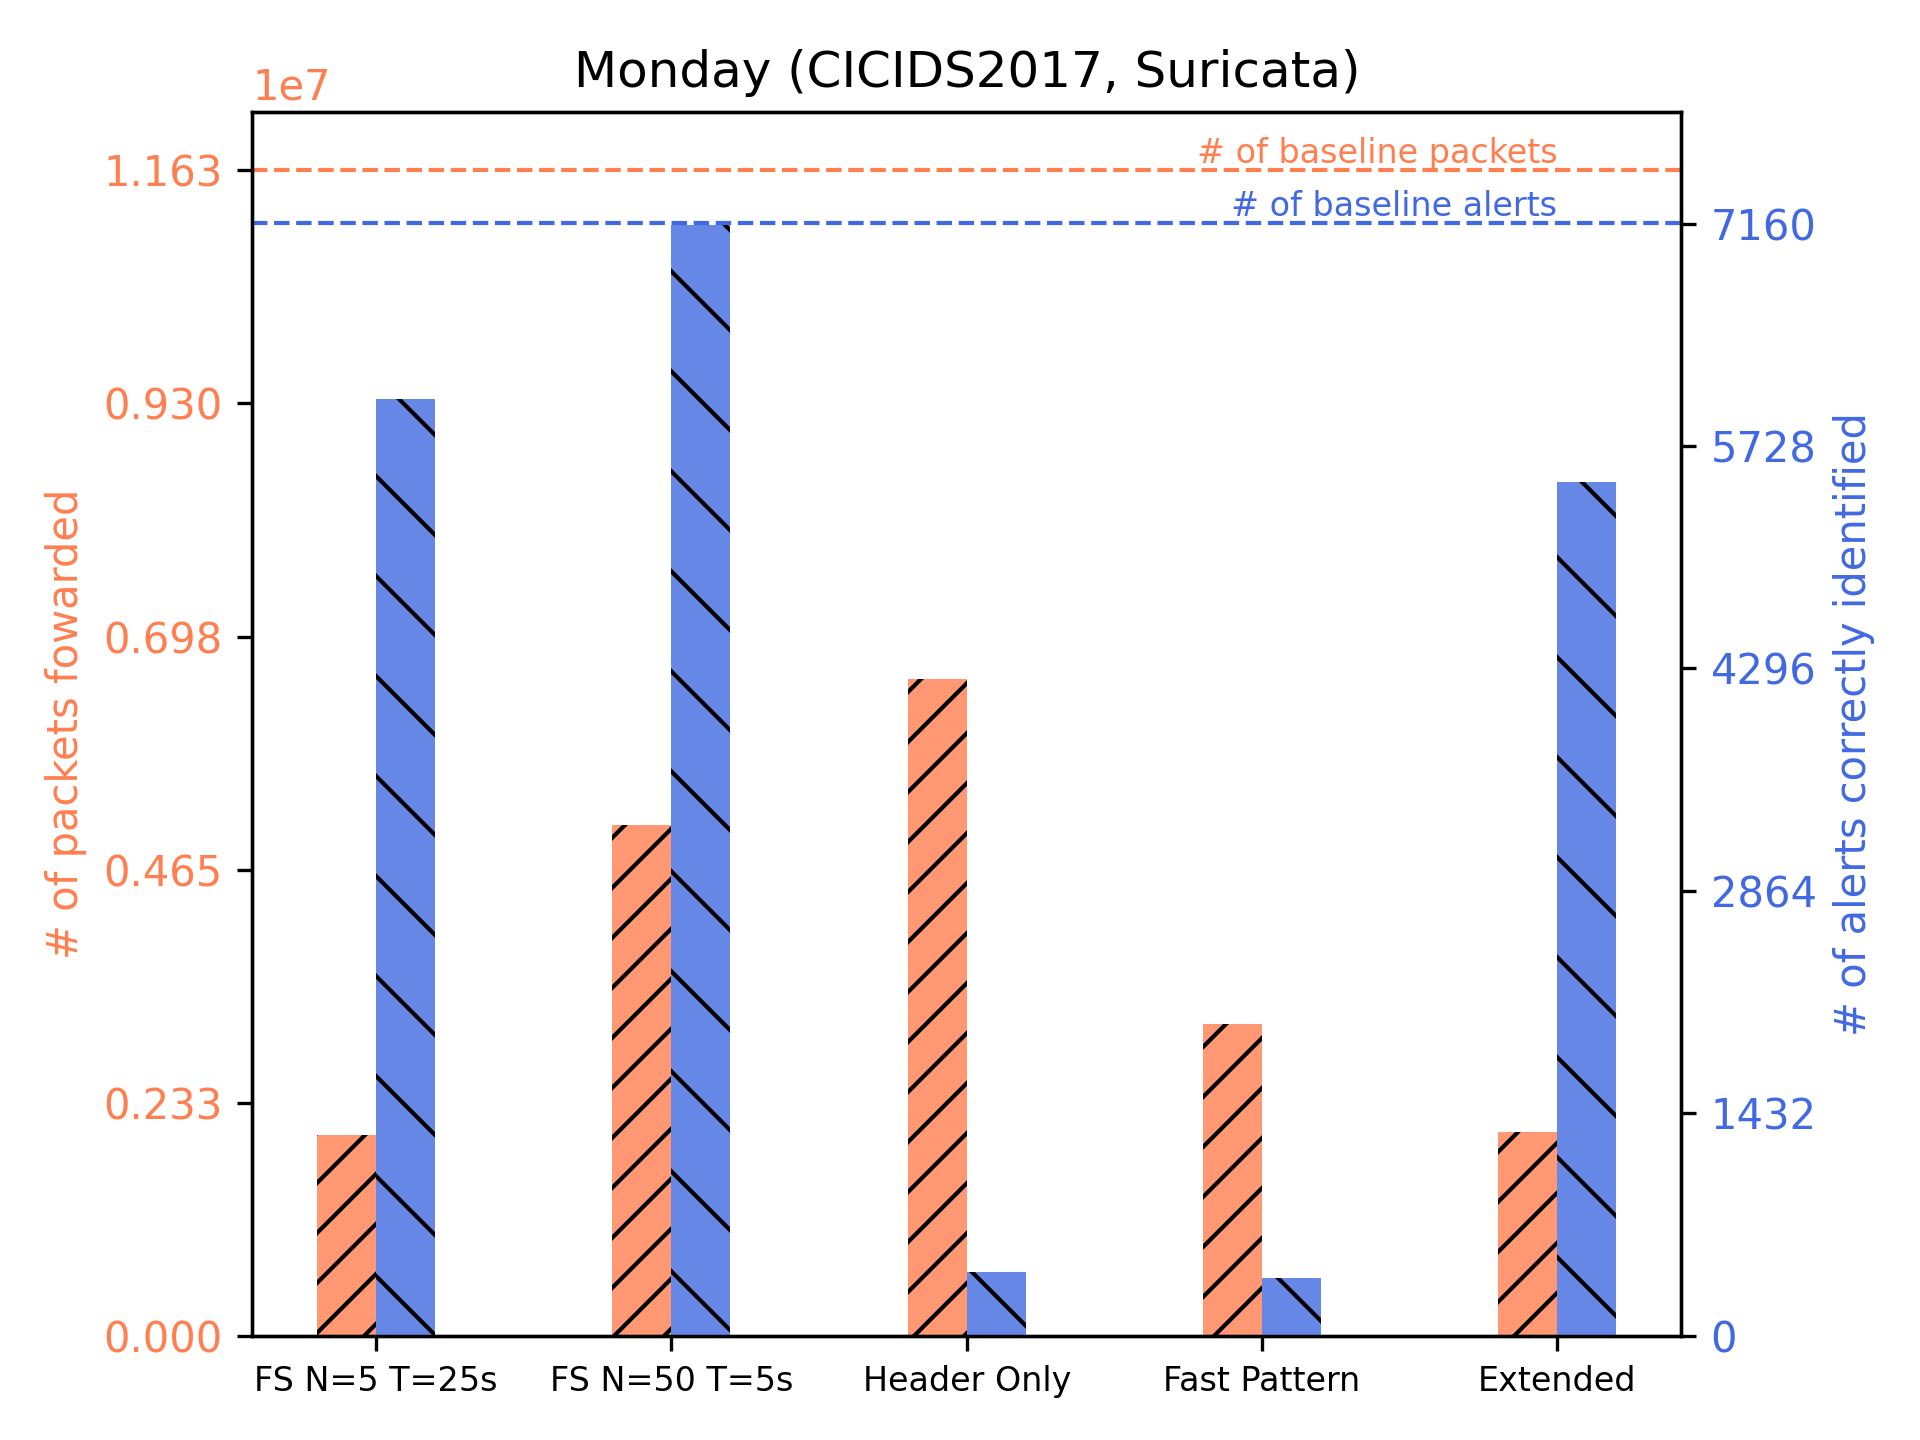 Monday (CICIDS2017, Suricata)
1e7
# of baseline packets
# of baseline alerts
# of packets fowarded
1.163
0.930
0.698
0.465
0.233
0.000
7160
5728
4296
2864
1432
0
# of alerts correctly identified
FS N=5 T=25s
FS N=50 T=5s
Header Only
Fast Pattern
Extended